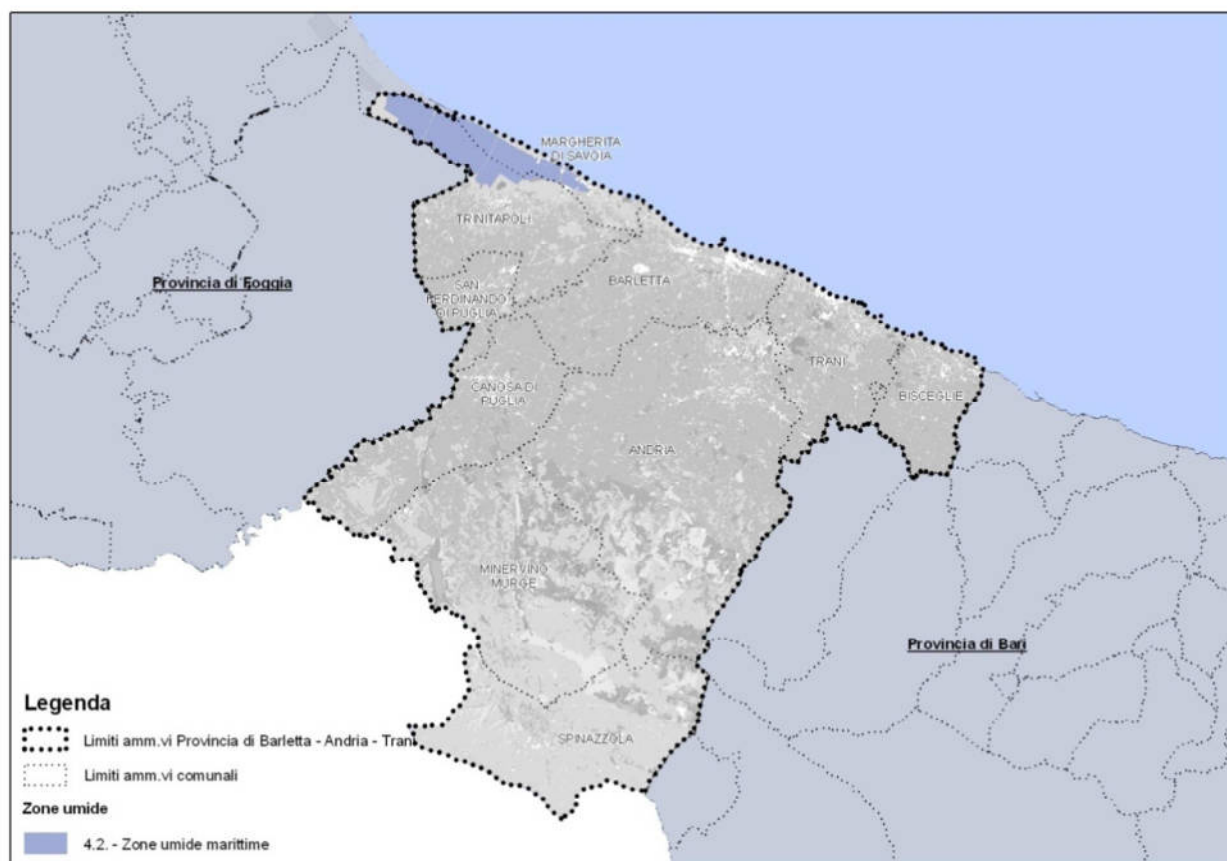 MARGHERITA
DI SAVOIA
TRINITAPOLI
Provincia di Foggia
SAN
FERDINANDO
DI PUGLIA
BARLETTA
TRANI
CANOSA DI
PUGLIA
BISCEGLIE
ANDRIA
MINERVINO
MURGE
Provincia di Bari
SPINAZZOLA
Legenda
Limiti amm.vi Provincia di Barletta - Andria - Trani
Limiti amm.vi comunali
Zone umide
4.2. - Zone umide marittime